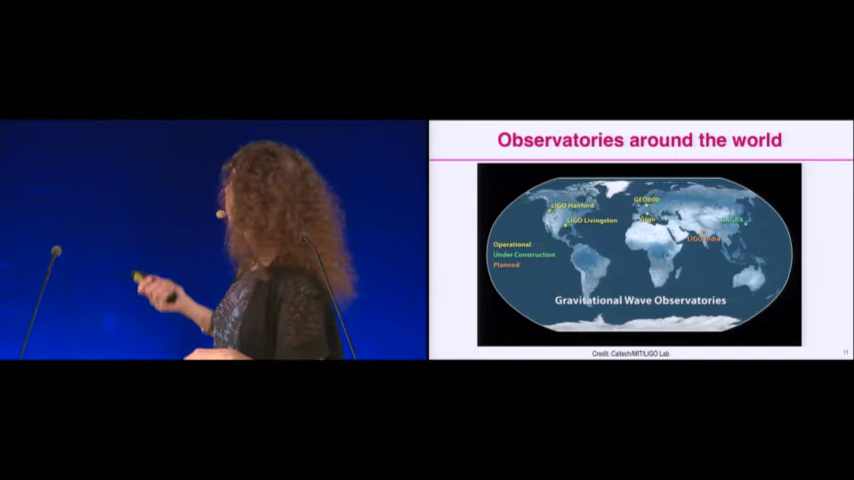 Observatories around the world
GEO600
LIGO Hanford
Virgo
LIGO Livingston
KAGRA
LIGO India
Operational
Under Construction
Planned
Gravitational Wave Observatories
Credit: Caltech/MIT/LIGO Lab
11